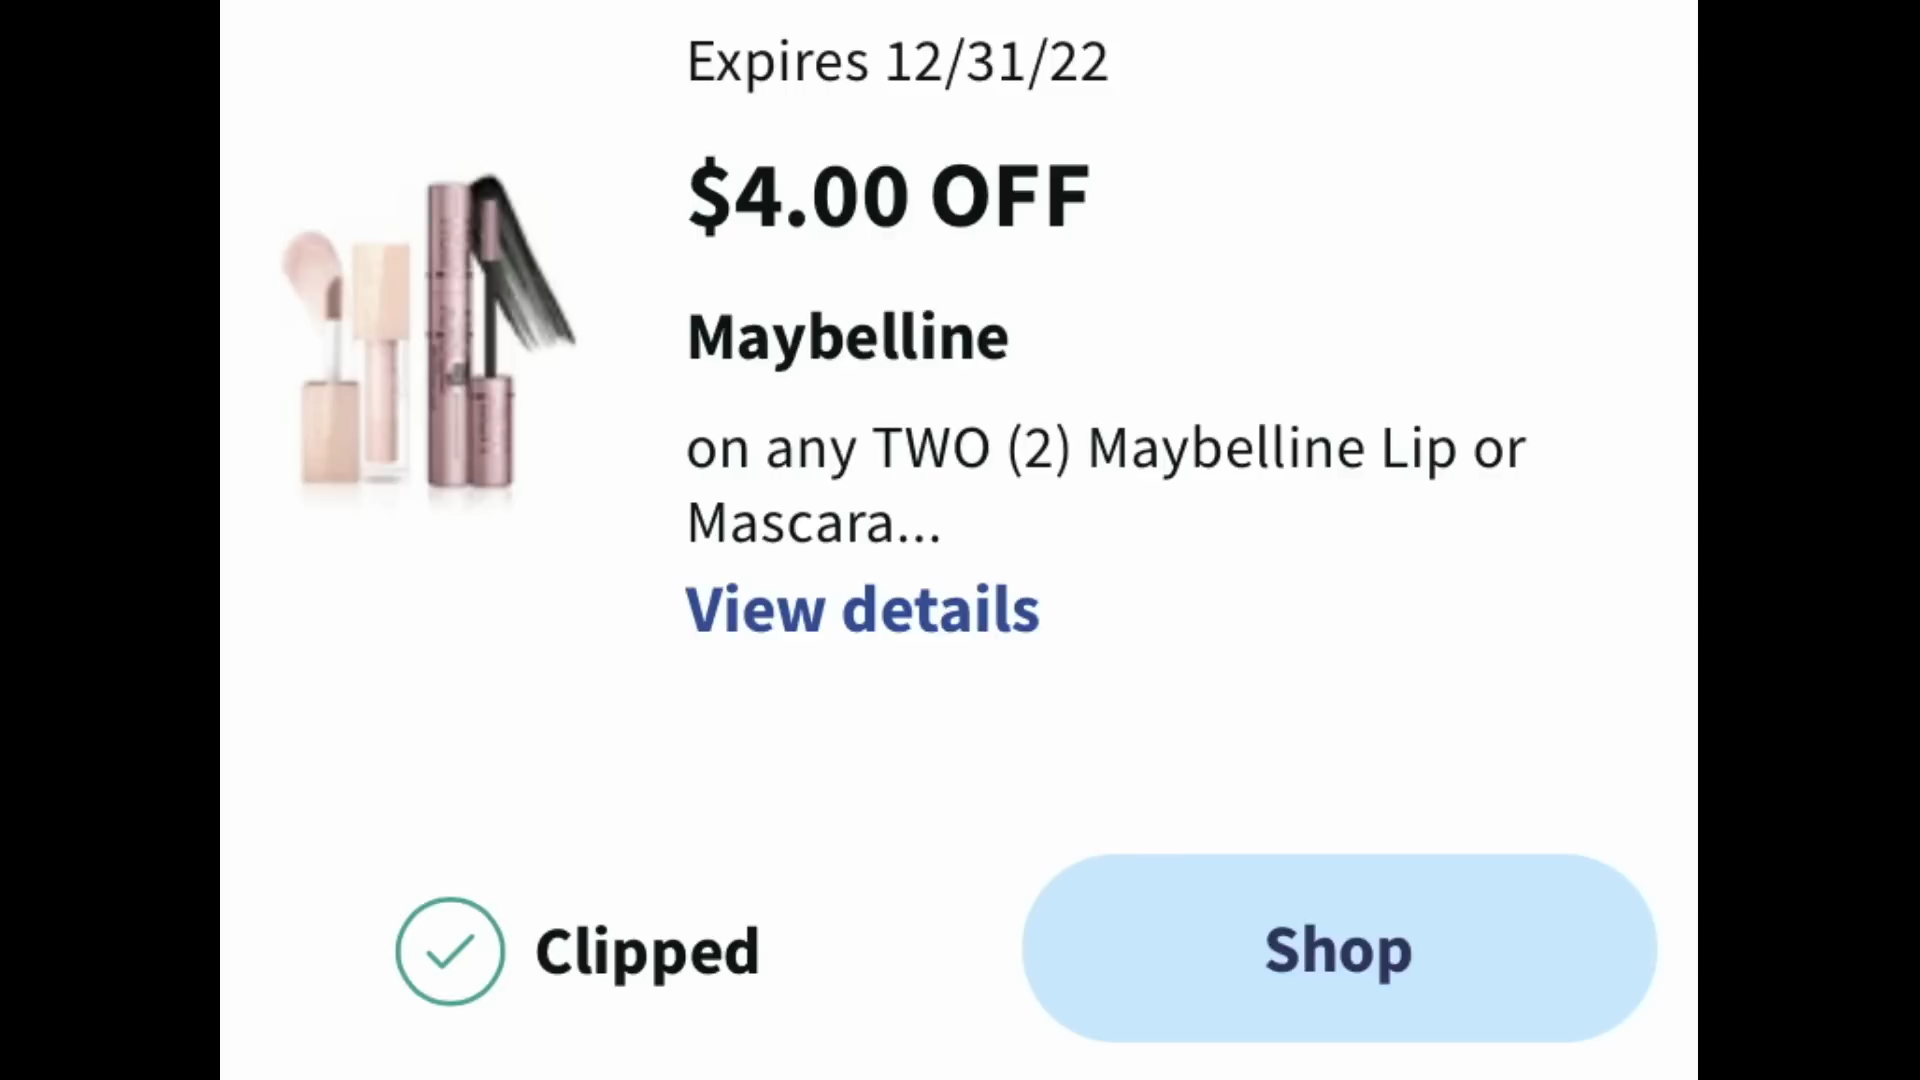 Expires 12/31/22
$4.00 OFF
Maybelline
on any TWO (2) Maybelline Lip or
Mascara...
View details
Clipped
Shop